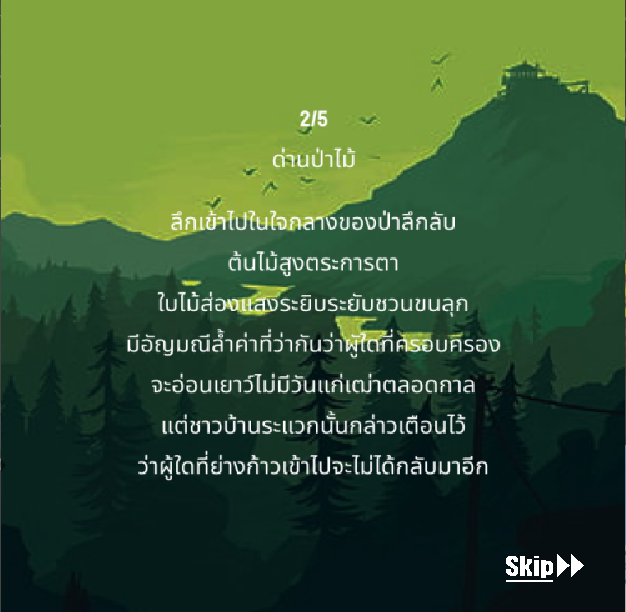 2/5
ด่านป่าไม้
ลึกเข้าไปในใจกลางของป่าลึกลับ
ต้นไม้สูงตระการตา
ใบไม้ส่องแสงระยิบระยับชวนขนลุก
มีอัญมณีล้ำค่าที่ว่ากันว่าผู้ใดที่ครอบครอง
จะอ่อนเยาว์ไม่มีวันแก่เฒ่าตลอดกาล
แต่ชาวบ้านระแวกนั้นกล่าวเตือนไว้
ว่าผู้ใดที่ย่างก้าวเข้าไปจะไม่ได้กลับมาอีก
Skip